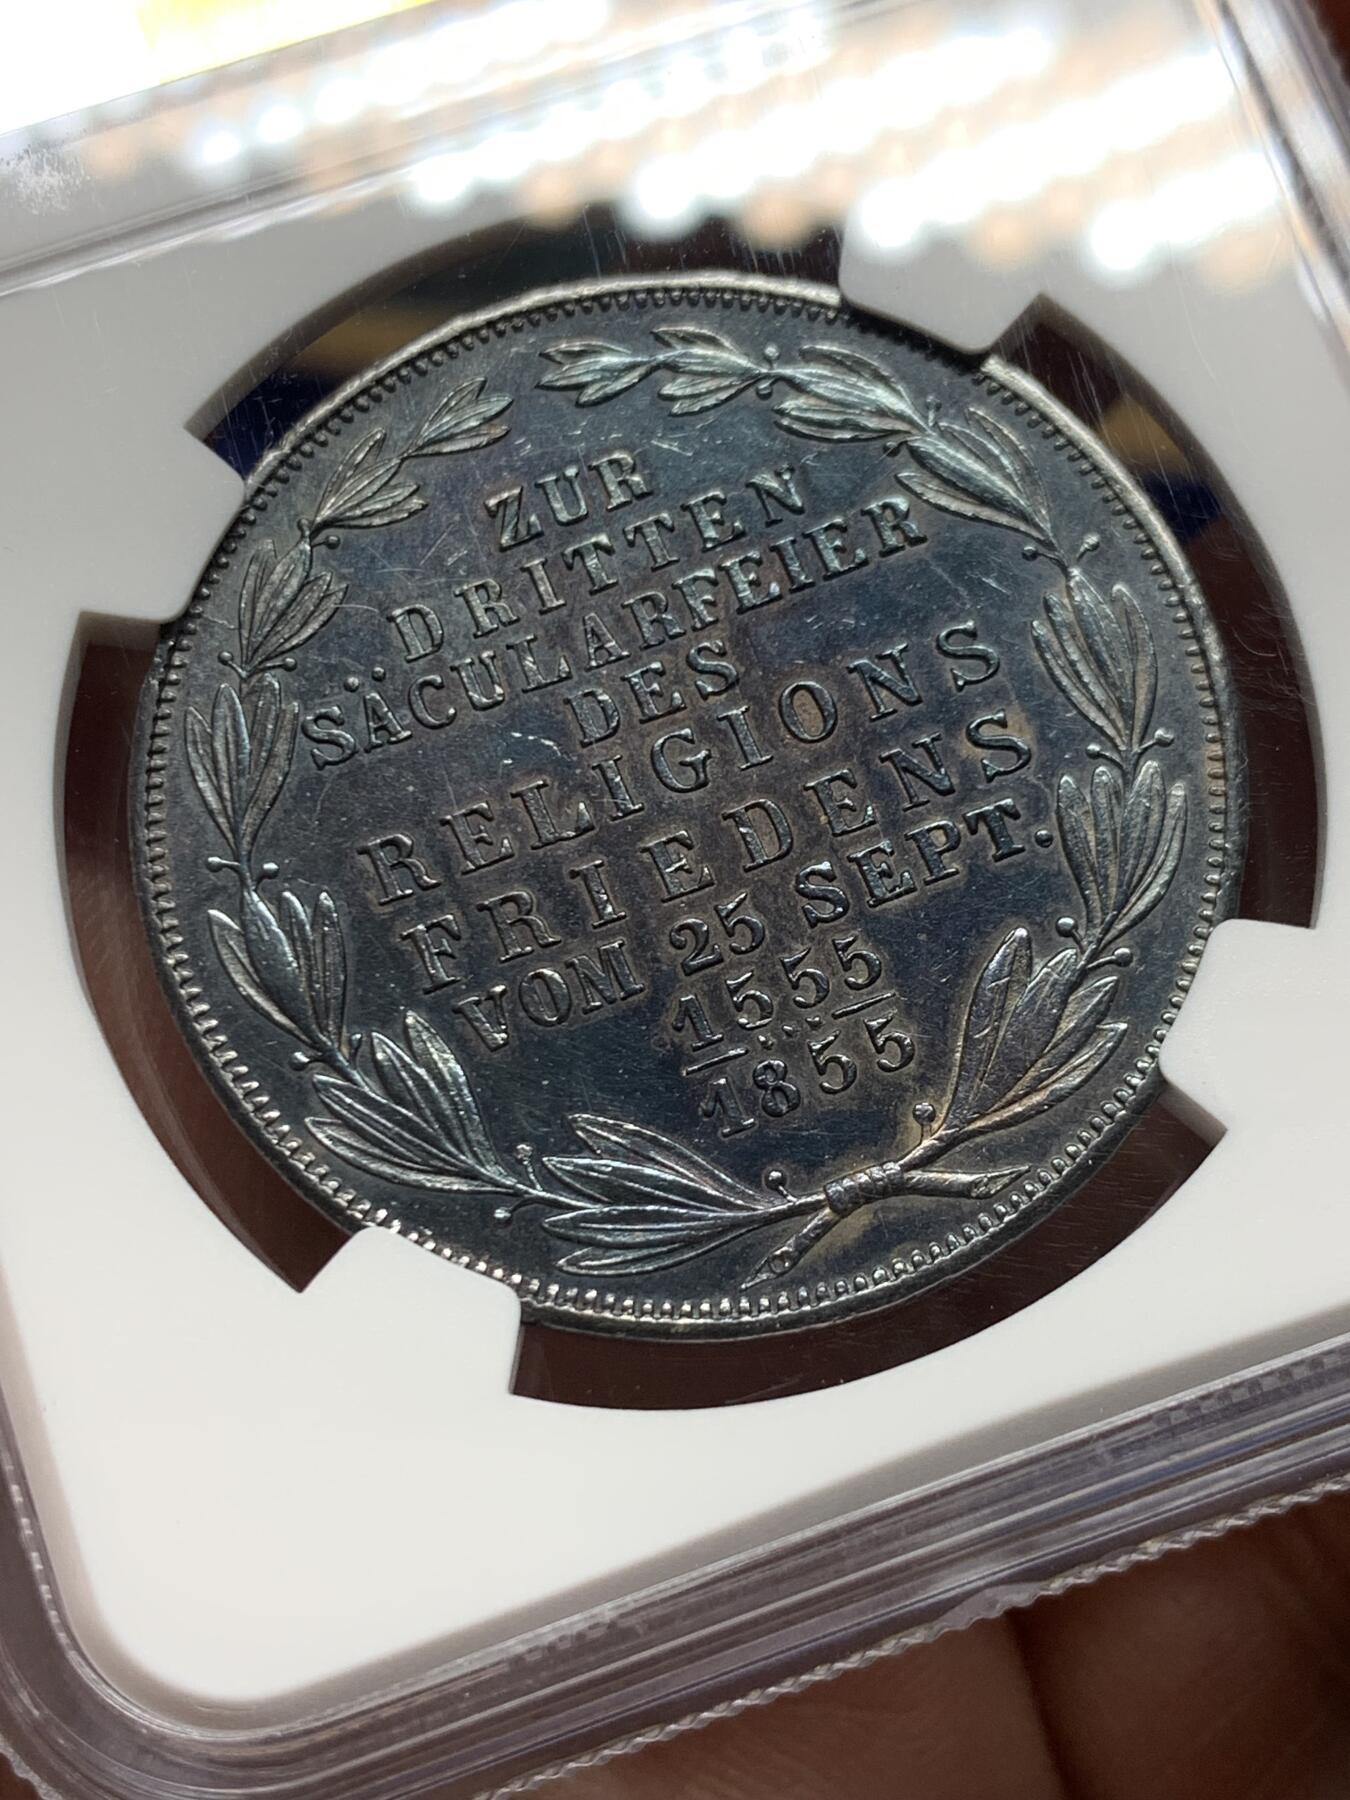 ZUR
DRITTEN
SÄCULARFEIER
DES
RELIGIONS
FRIEDENS
VOM 25 SEPT.
1555
1855